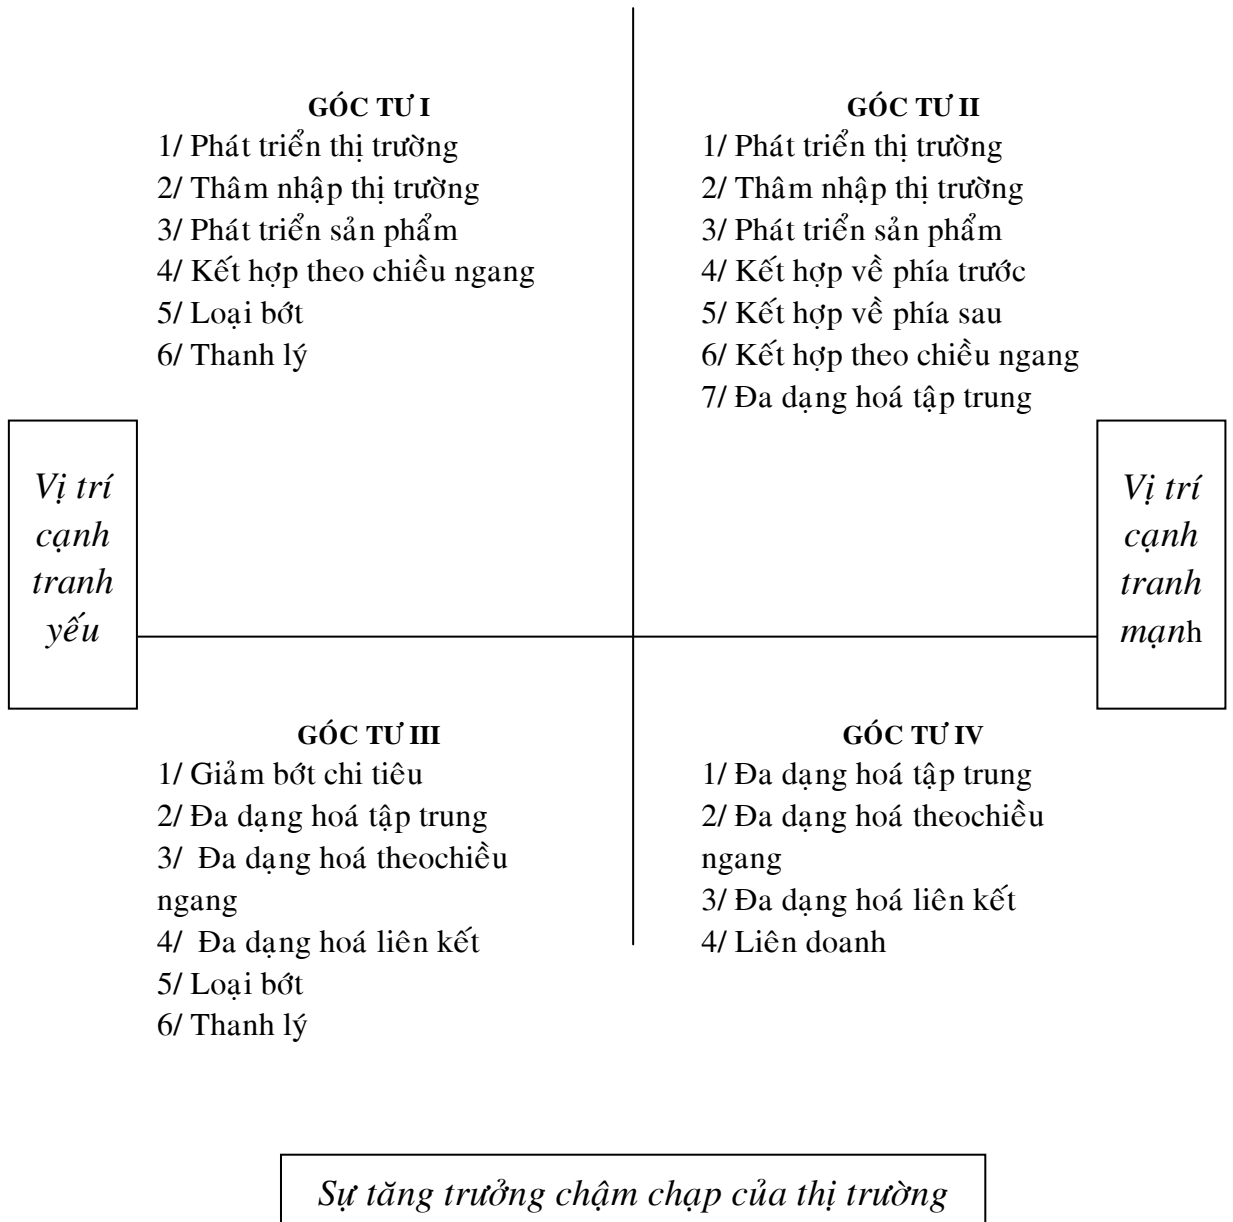 GÓC TƯ I
1/ Phát triển thị trường
2/ Thâm nhập thị trường
3/ Phát triển sản phẩm
4/ Kết hợp theo chiều ngang
5/ Loại bớt
6/ Thanh lý
GÓC TƯ II
1/ Phát triển thị trường
2/ Thâm nhập thị trường
3/ Phát triển sản phẩm
4/ Kết hợp về phía trước
5/ Kết hợp về phía sau
6/ Kết hợp theo chiều ngang
7/ Đa dạng hoá tập trung
Vị trí
cạnh
tranh
yếu
Vị trí
cạnh
tranh
mạnh
GÓC TƯ III
1/ Giảm bớt chi tiêu
2/ Đa dạng hoá tập trung
3/ Đa dạng hoá theochiều
ngang
4/ Đa dạng hoá liên kết
5/ Loại bớt
6/ Thanh lý
GÓC TƯ IV
1/ Đa dạng hoá tập trung
2/ Đa dạng hoá theochiều
ngang
3/ Đa dạng hoá liên kết
4/ Liên doanh
Sự tăng trưởng chậm chạp của thị trường